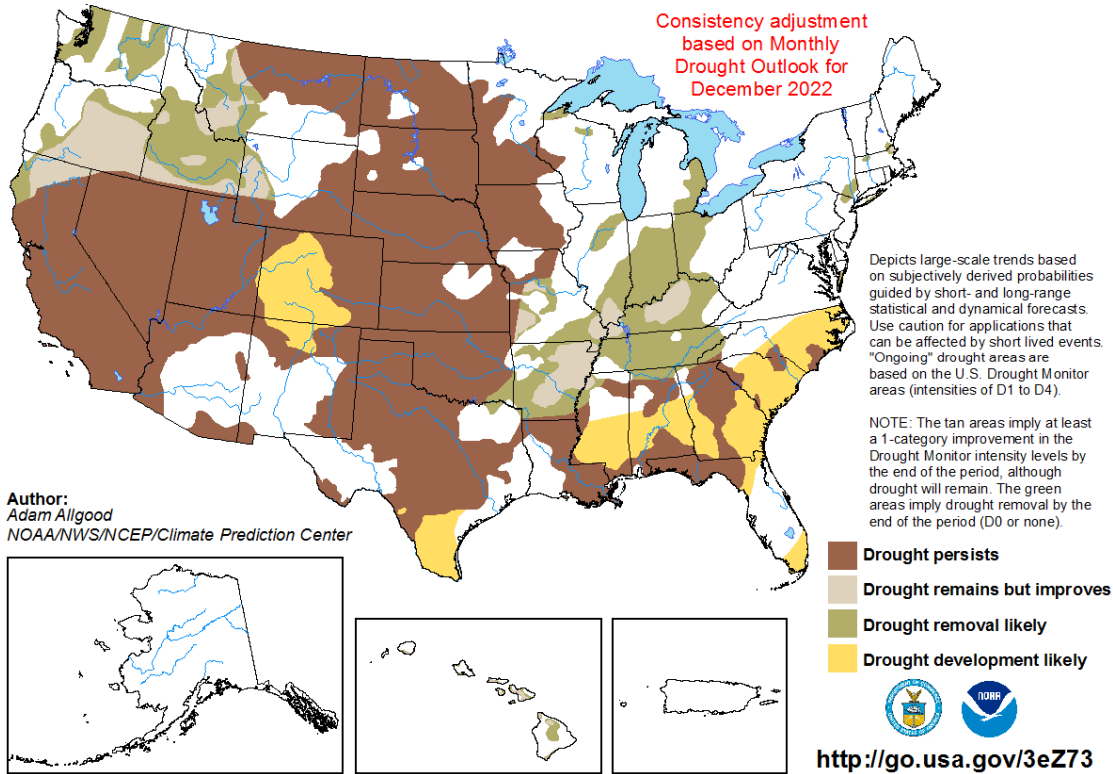 Consistency adjustment
based on Monthly
Drought Outlook for
December 2022
Depicts large-scale trends based
on subjectively derived probabilities
guided by short- and long-range
statistical and dynamical forecasts.
Use caution for applications that
can be affected by short lived events.
"Ongoing" drought areas are
based on the U.S. Drought Monitor
areas (intensities of D1 to D4).
NOTE: The tan areas imply at least
a 1-category improvement in the
Drought Monitor intensity levels by
the end of the period, although
drought will remain. The green
areas imply drought removal by the
end of the period (D0 or none).
Author:
Adam Allgood
NOAA/NWS/NCEP/Climate Prediction Center
Drought persists
Drought remains but improves
Drought removal likely
Drought development likely
NOAA
http://go.usa.gov/3eZ73